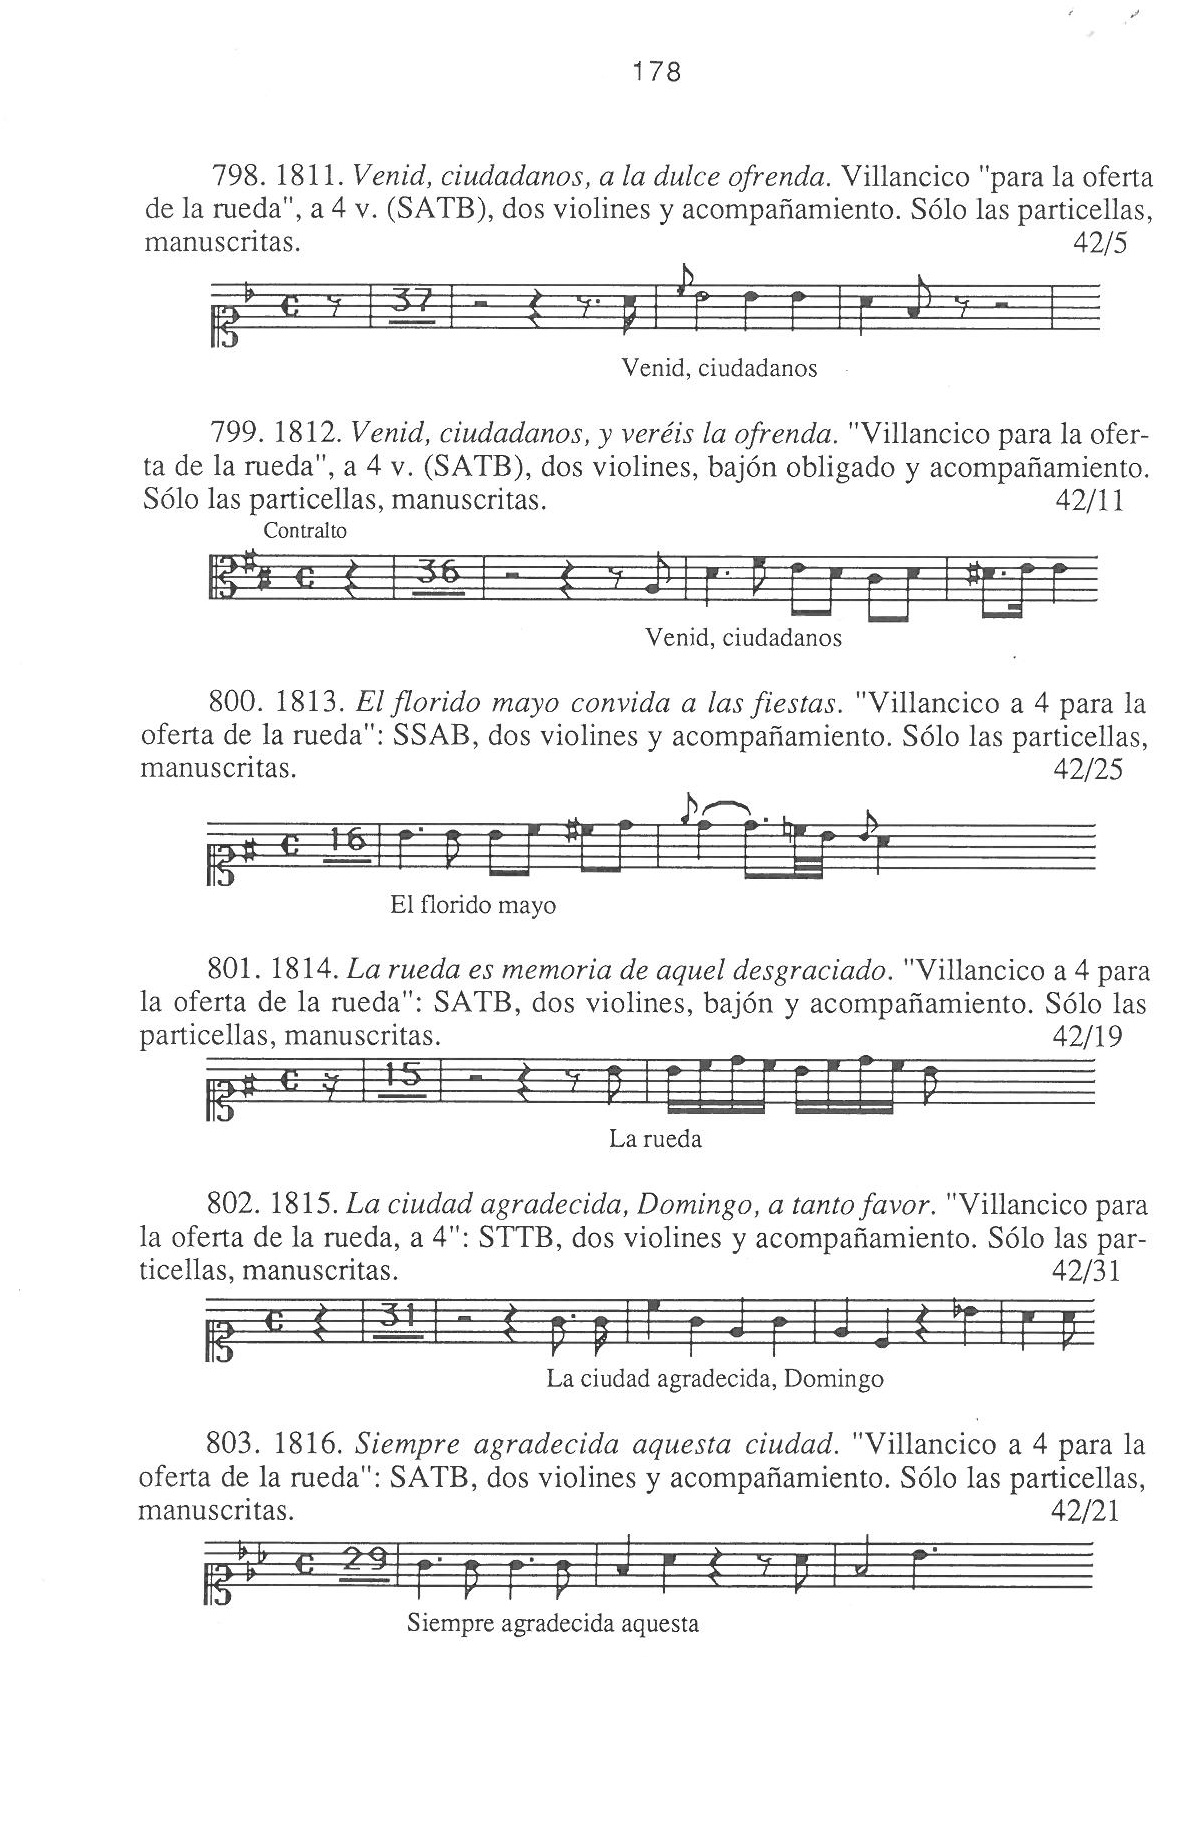 178
798. 1811. Venid, ciudadanos, a la dulce ofrenda. Villancico "para la oferta
de la rueda", a 4 v. (SATB), dos violines y acompañamiento. Sólo las particellas,
manuscritas. 42/5
37
Venid, ciudadanos
799. 1812. Venid, ciudadanos, y veréis la ofrenda. "Villancico para la ofer-
ta de la rueda", a 4 v. (SATB), dos violines, bajón obligado y acompañamiento.
Sólo las particellas, manuscritas. 42/11
Contralto
36
Venid, ciudadanos
800. 1813. El florido mayo convida a las fiestas. "Villancico a 4 para la
oferta de la rueda": SSAB, dos violines y acompañamiento. Sólo las particellas,
manuscritas. 42/25
16
El florido mayo
801. 1814. La rueda es memoria de aquel desgraciado. "Villancico a 4 para
la oferta de la rueda": SATB, dos violines, bajón y acompañamiento. Sólo las
particellas, manuscritas. 42/19
15
La rueda
802. 1815. La ciudad agradecida, Domingo, a tanto favor. "Villancico para
la oferta de la rueda, a 4": STTB, dos violines y acompañamiento. Sólo las par-
ticellas, manuscritas. 42/31
31
La ciudad agradecida, Domingo
803. 1816. Siempre agradecida aquesta ciudad. "Villancico a 4 para la
oferta de la rueda": SATB, dos violines y acompañamiento. Sólo las particellas,
manuscritas. 42/21
29
Siempre agradecida aquesta